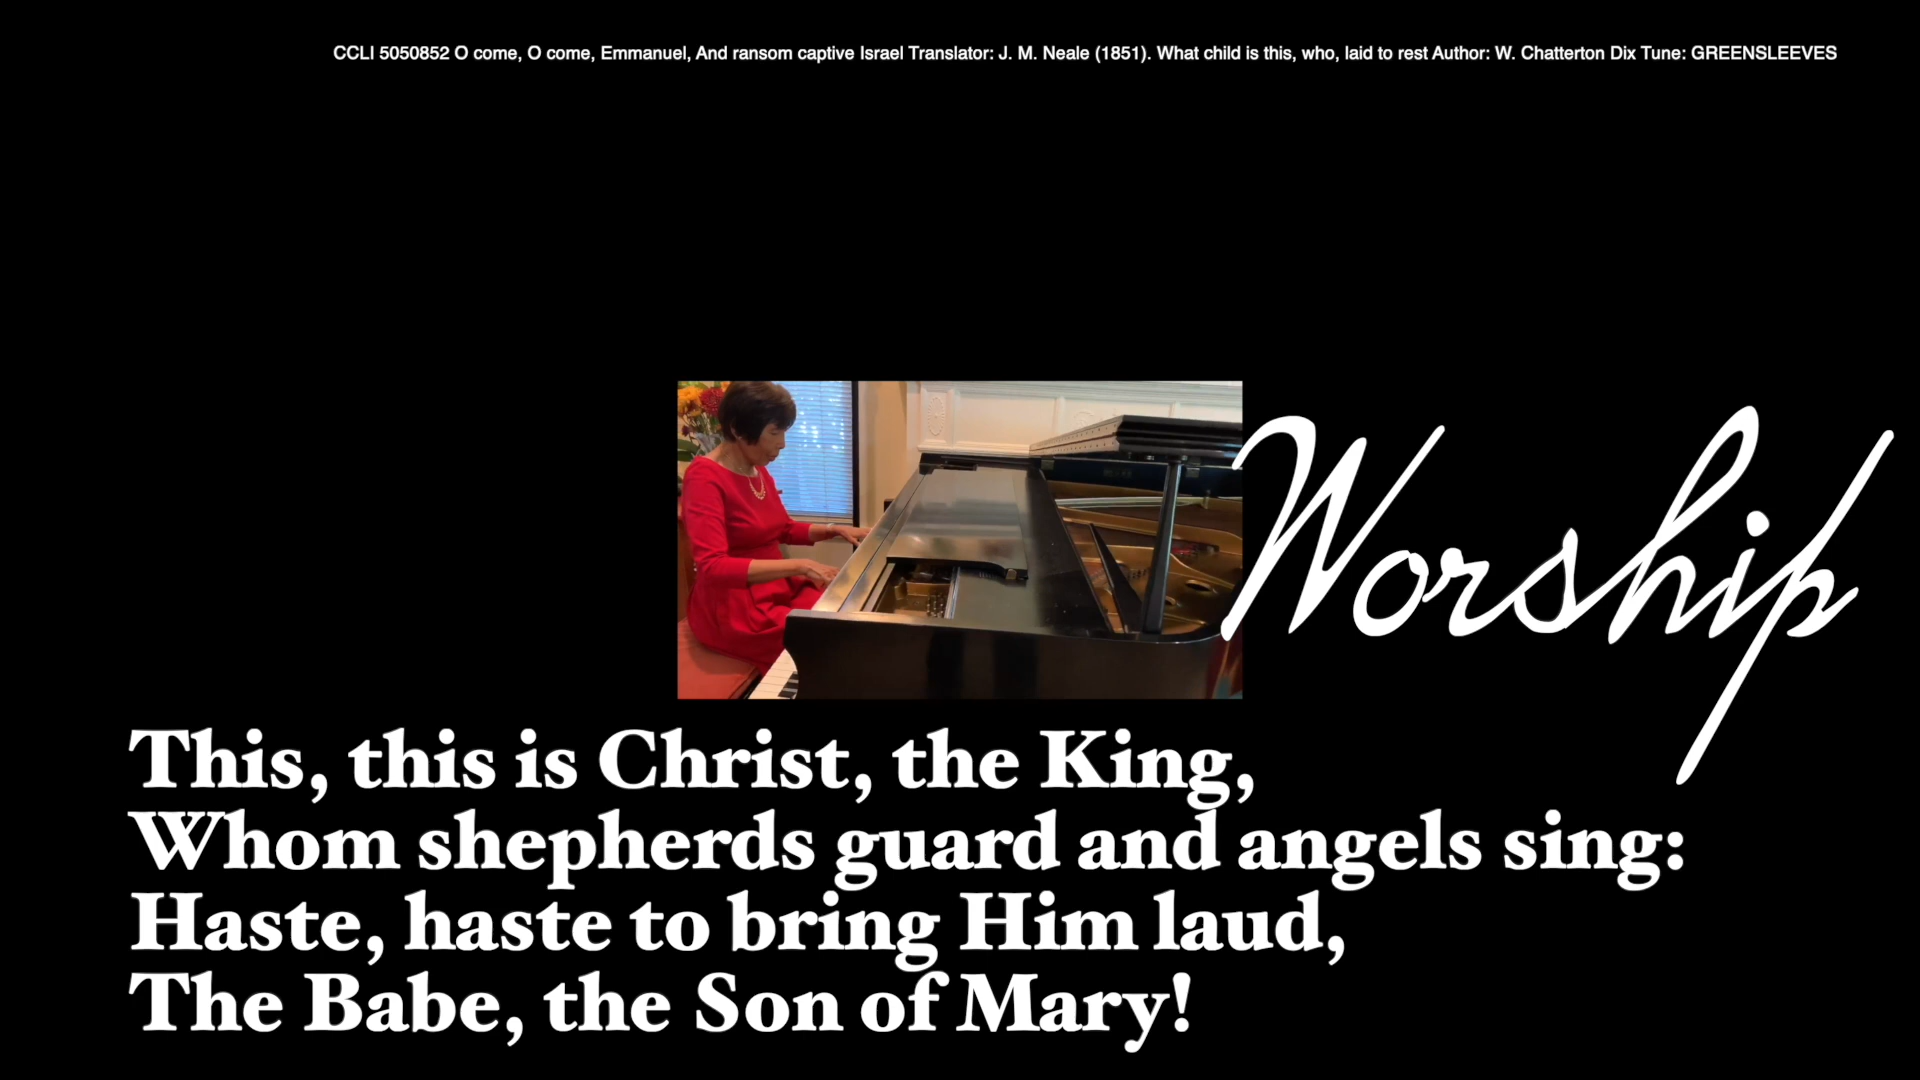 CCLI 5050852 O come, O come, Emmanuel, And ransom captive Israel Translator: J. M. Neale (1851). What child is this, who, laid to rest Author: W. Chatterton Dix Tune: GREENSLEEVES
Worship
This, this is Christ, the King,
Whom shepherds guard and angels sing:
Haste, haste to bring Him laud,
The Babe, the Son of Mary!